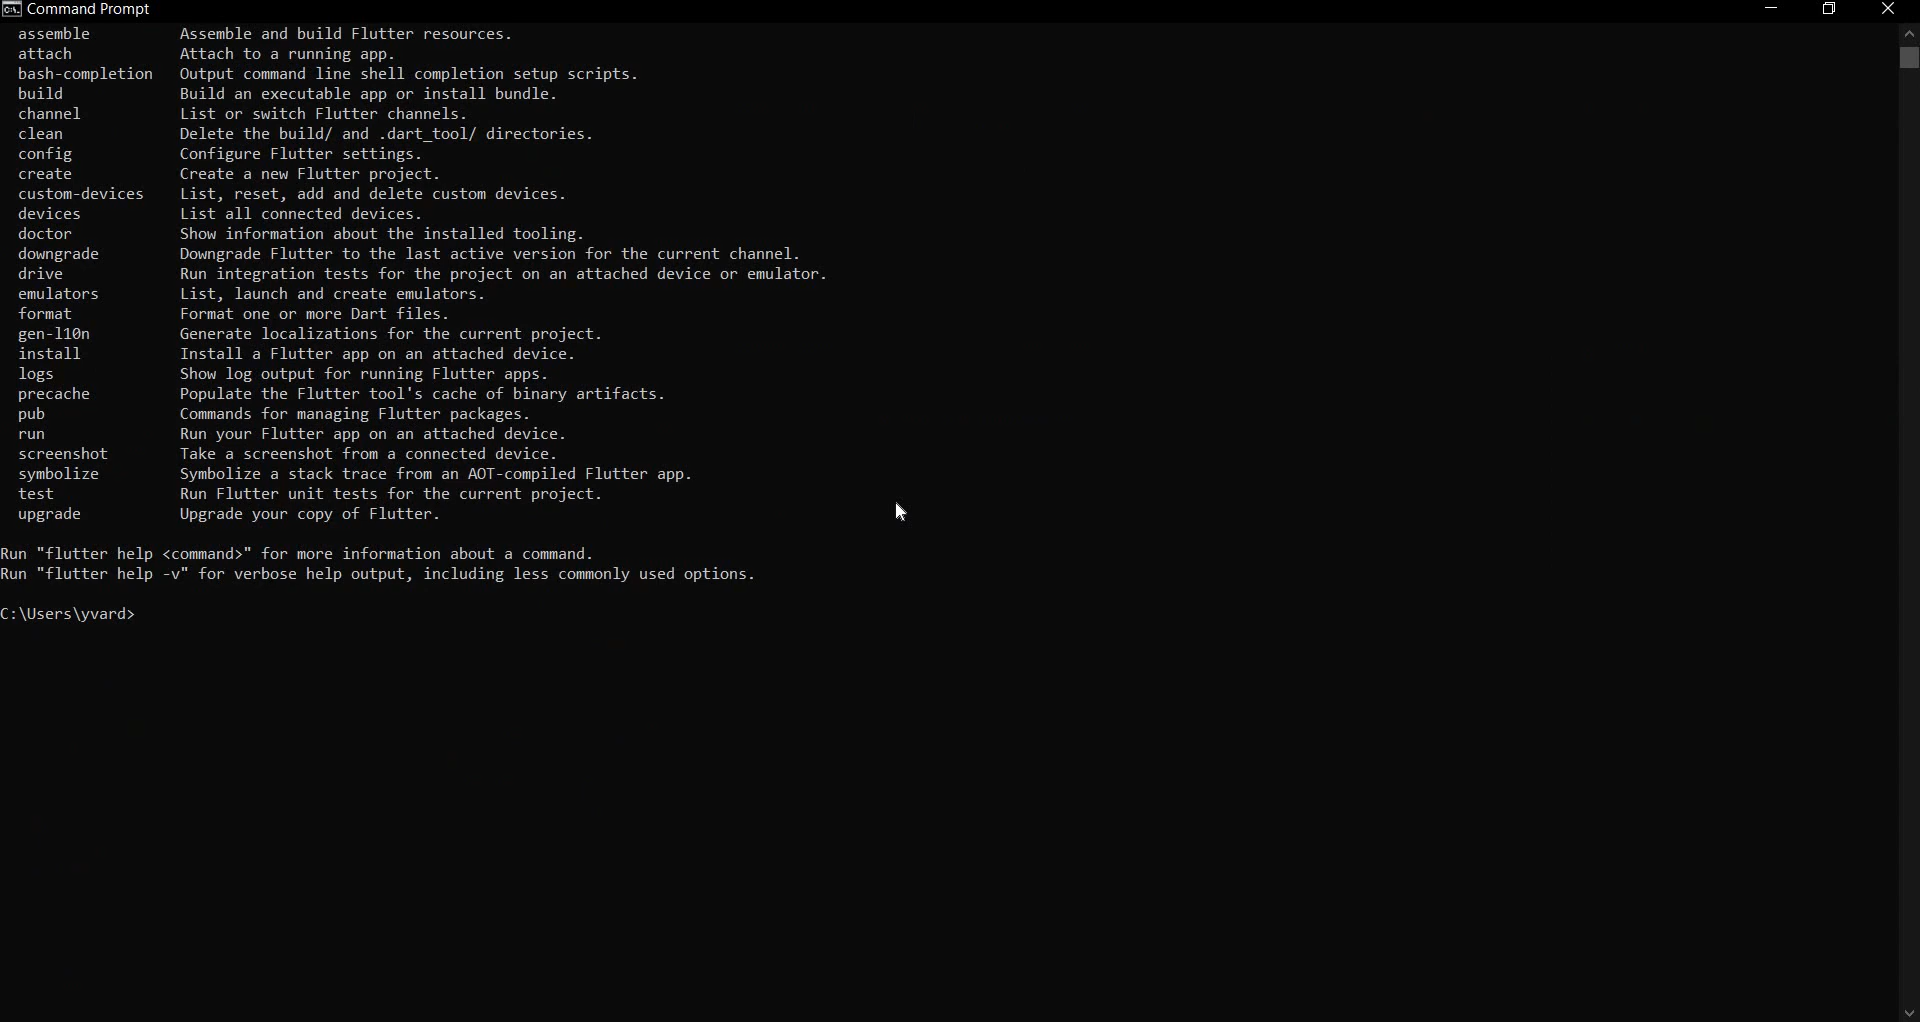 Command Prompt
assemble Assemble and build Flutter resources.
attach Attach to a running app.
bash-completion Output command line shell completion setup scripts.
build Build an executable app or install bundle.
channel List or switch Flutter channels.
clean Delete the build/ and .dart_tool/ directories.
config Configure Flutter settings.
create Create a new Flutter project.
custom-devices List, reset, add and delete custom devices.
devices List all connected devices.
doctor Show information about the installed tooling.
downgrade Downgrade Flutter to the last active version for the current channel.
drive Run integration tests for the project on an attached device or emulator.
emulators List, launch and create emulators.
format Format one or more Dart files.
gen-l10n Generate localizations for the current project.
install Install a Flutter app on an attached device.
logs Show log output for running Flutter apps.
precache Populate the Flutter tool's cache of binary artifacts.
pub Commands for managing Flutter packages.
run Run your Flutter app on an attached device.
screenshot Take a screenshot from a connected device.
symbolize Symbolize a stack trace from an AOT-compiled Flutter app.
test Run Flutter unit tests for the current project.
upgrade Upgrade your copy of Flutter.
Run "flutter help <command>" for more information about a command.
Run "flutter help -v" for verbose help output, including less commonly used options.
C:\Users\yvard>